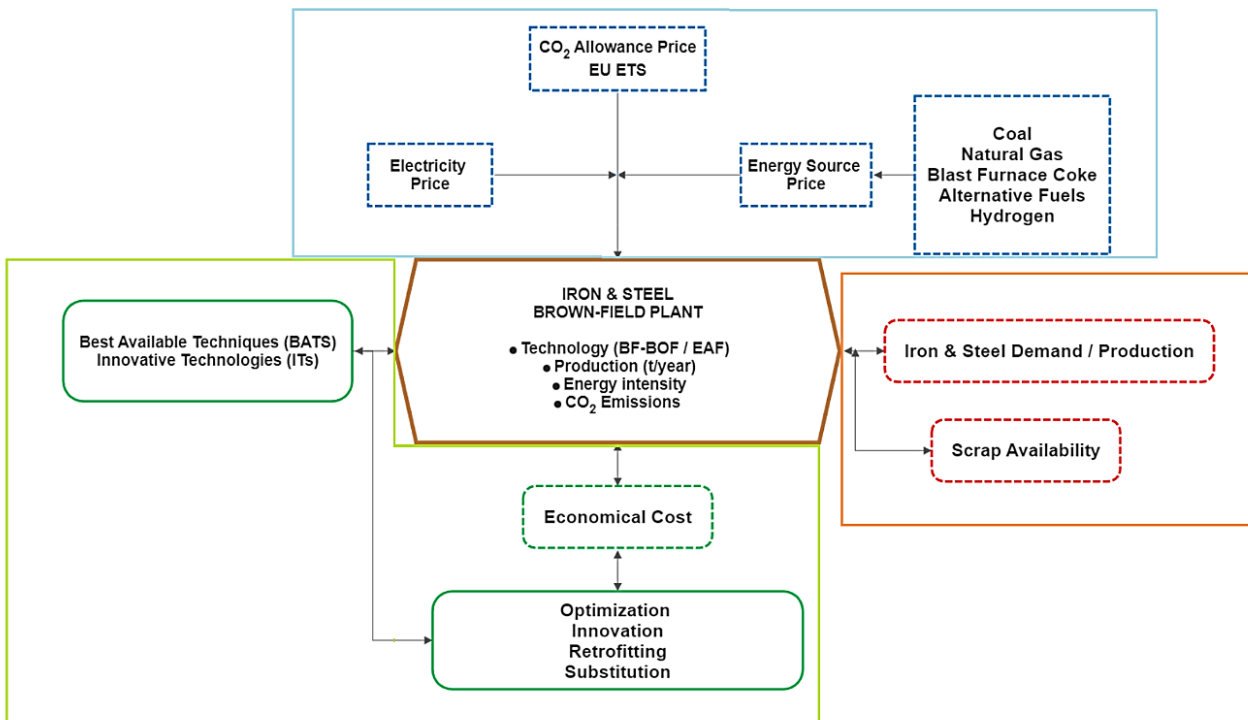 CO₂ Allowance Price
EU ETS
Electricity
Price
Energy Source
Price
Coal
Natural Gas
Blast Furnace Coke
Alternative Fuels
Hydrogen
Best Available Techniques (BATS)
Innovative Technologies (ITs)
IRON & STEEL
BROWN-FIELD PLANT
● Technology (BF-BOF / EAF)
● Production (t/year)
● Energy intensity
● CO₂ Emissions
Iron & Steel Demand / Production
Scrap Availability
Economical Cost
Optimization
Innovation
Retrofitting
Substitution